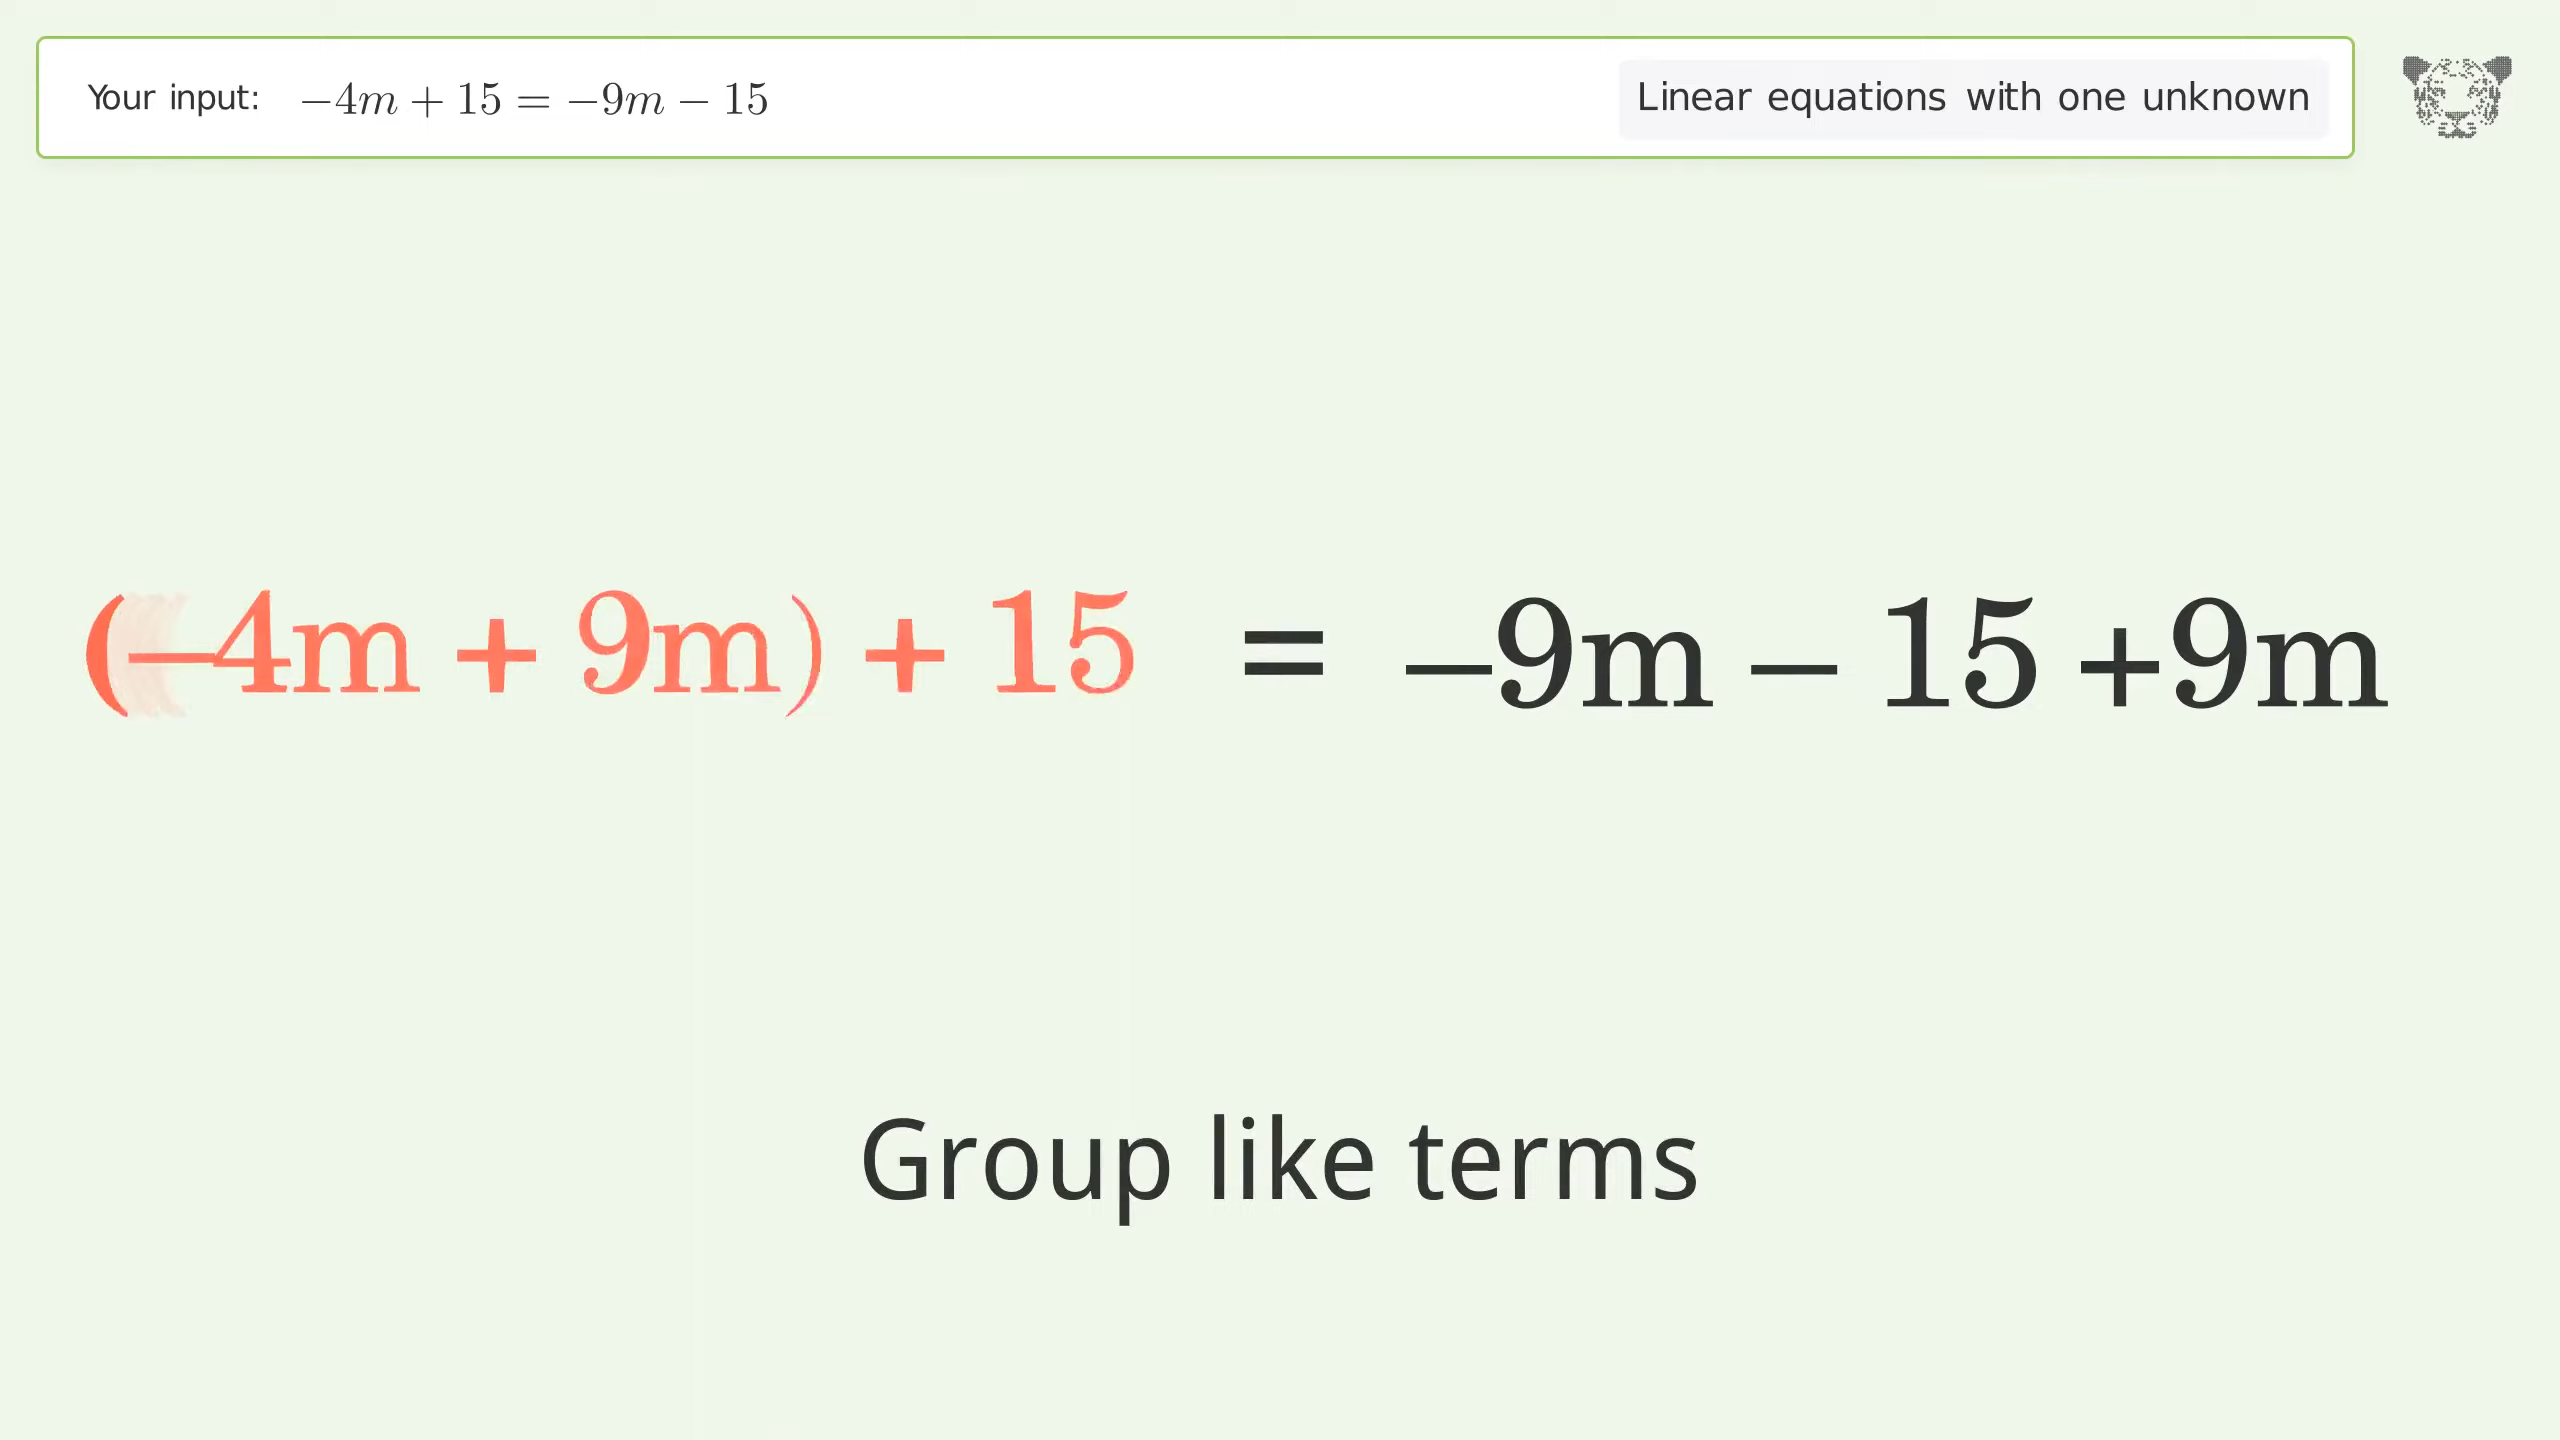 Your input: −4m + 15 = −9m − 15
Linear equations with one unknown
(−4m + 9m) + 15 = −9m − 15 +9m
Group like terms